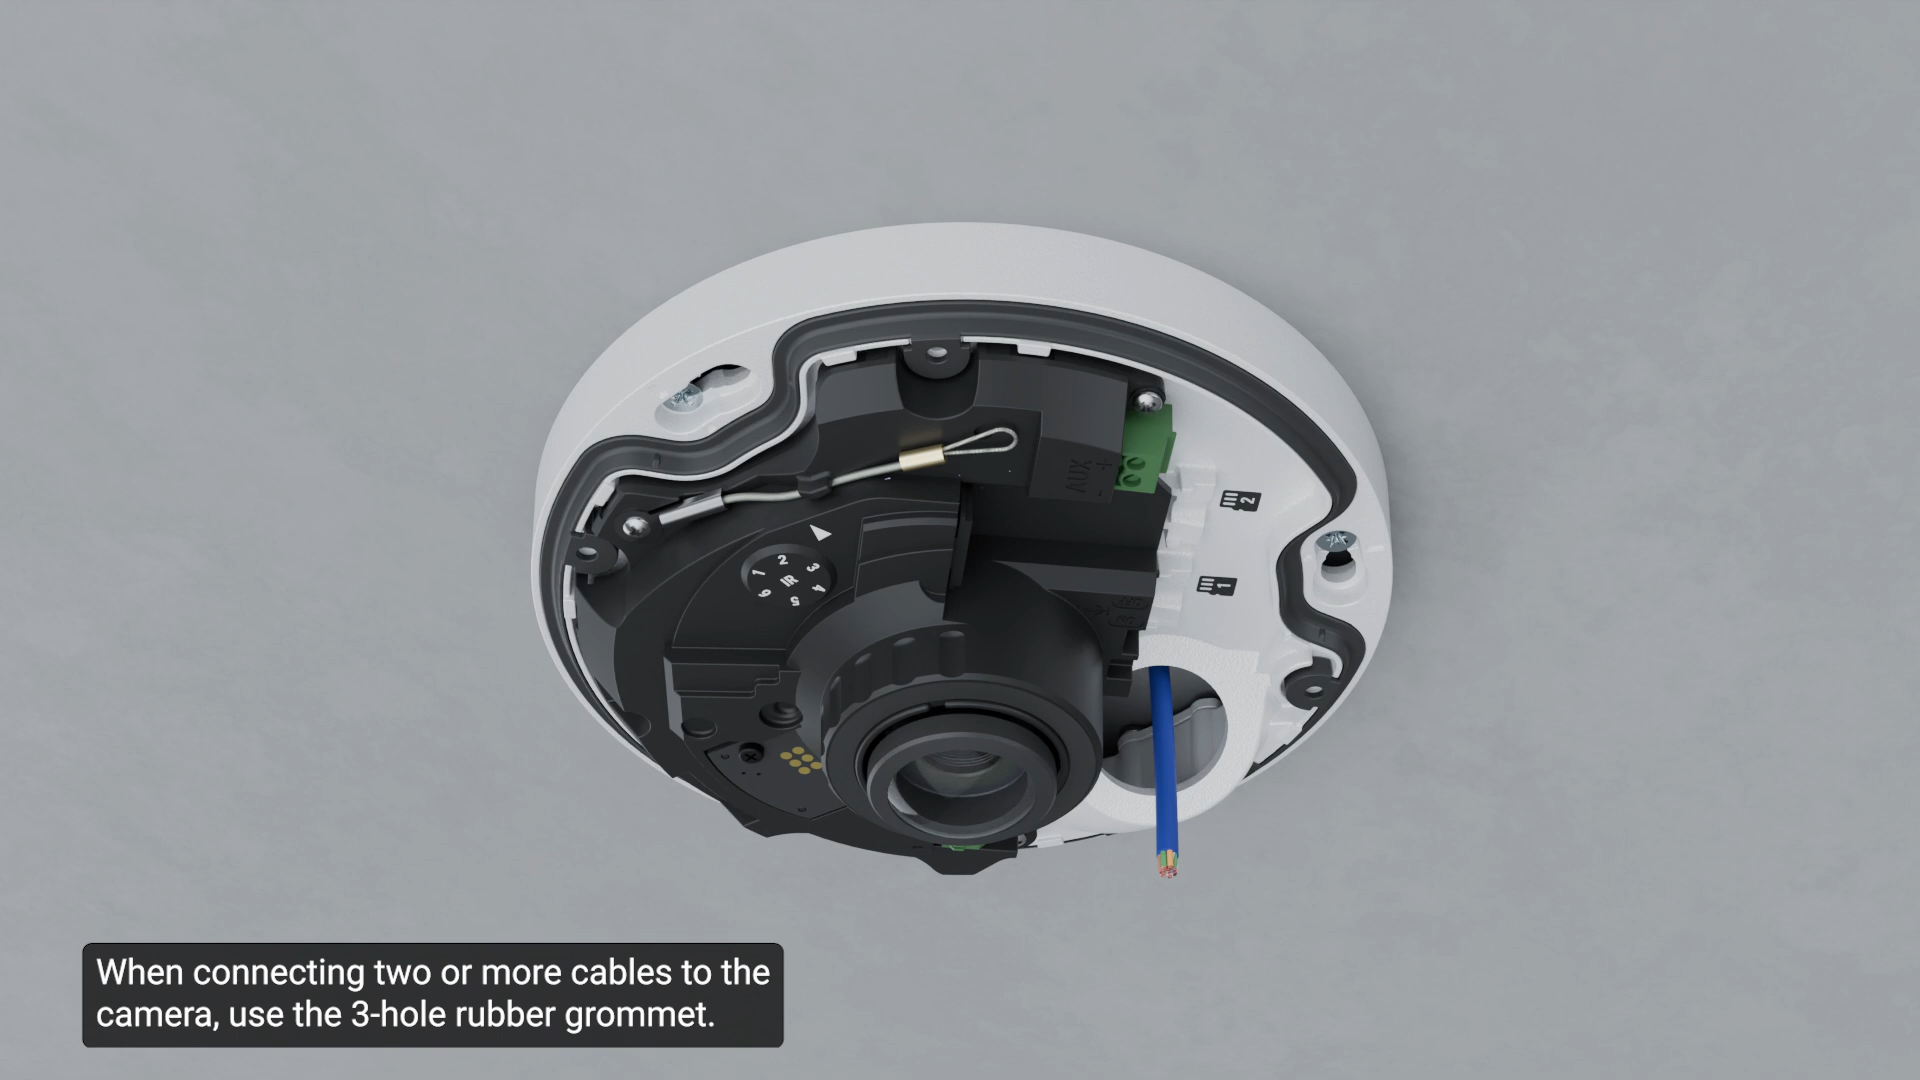 AUX
+
-
2
1
1
2
3
4
5
6
IR
When connecting two or more cables to the
camera, use the 3-hole rubber grommet.